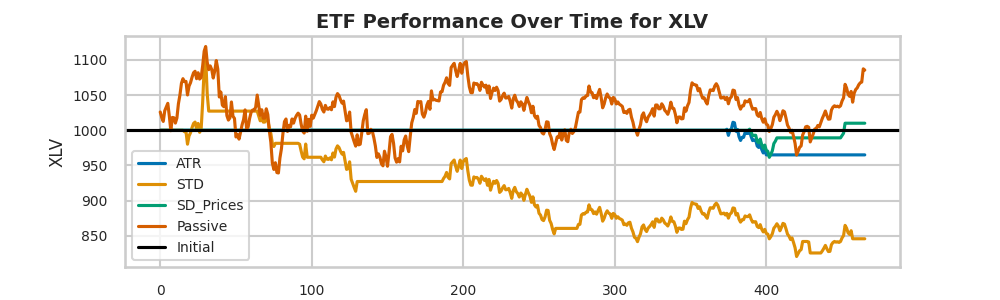 ETF Performance Over Time for XLV
XLV
1100
1050
1000
950
900
850
ATR
STD
SD_Prices
Passive
Initial
0 100 200 300 400